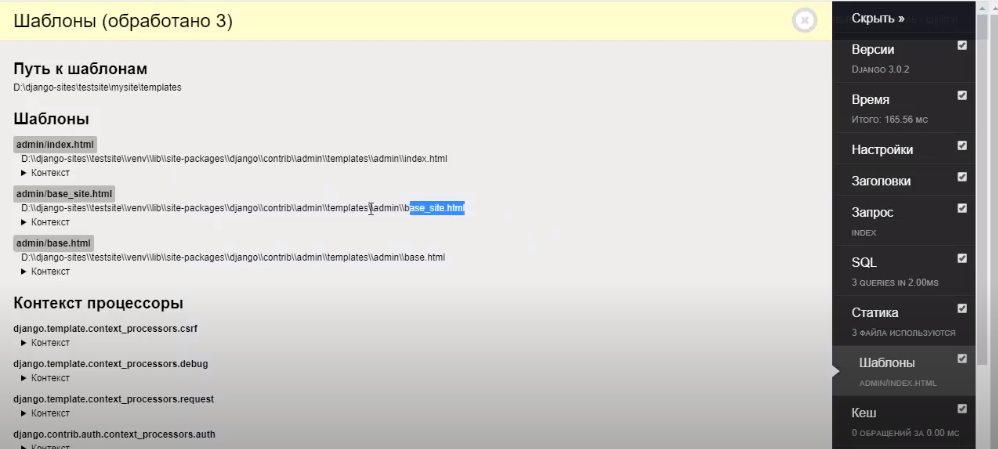 Шаблоны (обработано 3)
Путь к шаблонам
D:\django-sites\testsite\mysite\templates
Шаблоны
admin/index.html
D:\\django-sites\\testsite\\venv\\lib\\site-packages\\django\\contrib\\admin\\templates\\admin\\index.html
▶ Контекст
admin/base_site.html
D:\\django-sites\\testsite\\venv\\lib\\site-packages\\django\\contrib\\admin\\templates\\admin\\base_site.html
▶ Контекст
admin/base.html
D:\\django-sites\\testsite\\venv\\lib\\site-packages\\django\\contrib\\admin\\templates\\admin\\base.html
▶ Контекст
Контекст процессоры
django.template.context_processors.csrf
▶ Контекст
django.template.context_processors.debug
▶ Контекст
django.template.context_processors.request
▶ Контекст
django.contrib.auth.context_processors.auth
▶ Контекст
Скрыть »
Версии
DJANGO 3.0.2
Время
ИТОГО: 165.56 МС
Настройки
Заголовки
Запрос
INDEX
SQL
3 QUERIES IN 2.00MS
Статика
3 ФАЙЛА ИСПОЛЬЗУЮТСЯ
Шаблоны
ADMIN/INDEX.HTML
Кеш
0 ОБРАЩЕНИЙ ЗА 0.00 МС